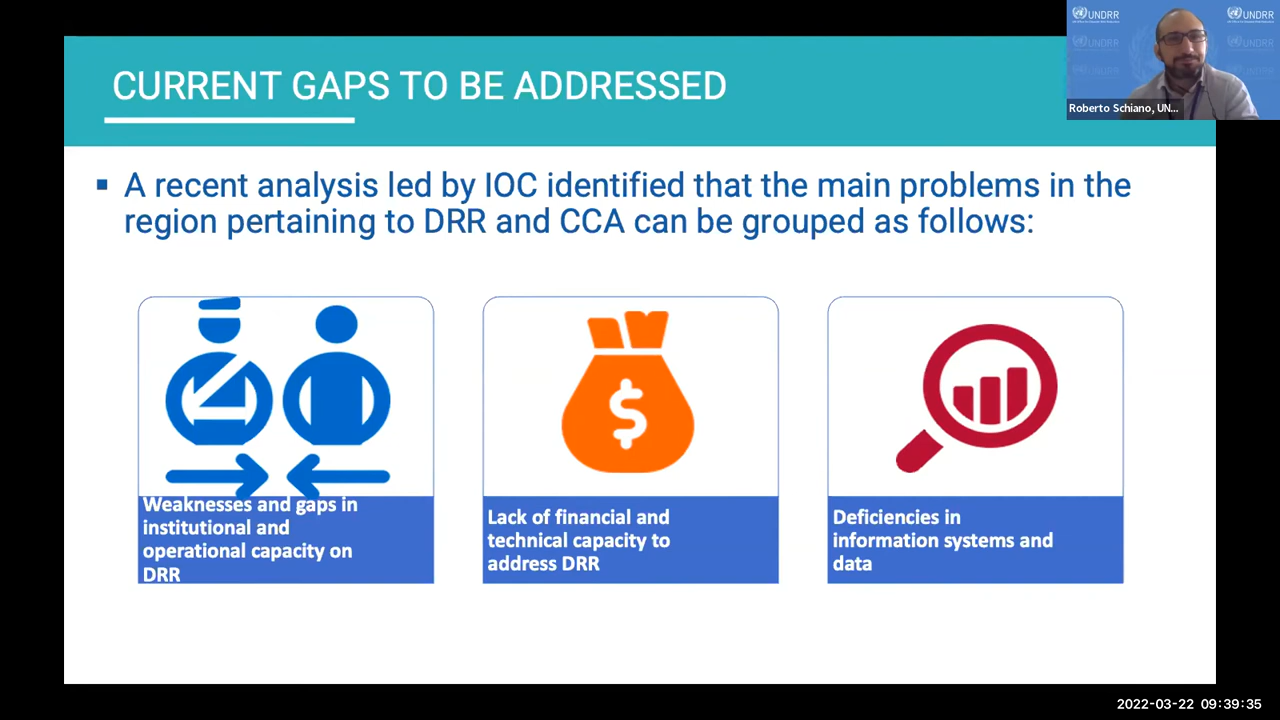 UNDRR
UNDRR
UNDRR
UNDRR
Roberto Schiano, UN...
CURRENT GAPS TO BE ADDRESSED
A recent analysis led by IOC identified that the main problems in the
region pertaining to DRR and CCA can be grouped as follows:
$
Weaknesses and gaps in
institutional and
operational capacity on
DRR
Lack of financial and
technical capacity to
address DRR
Deficiencies in
information systems and
data
2022-03-22 09:39:35